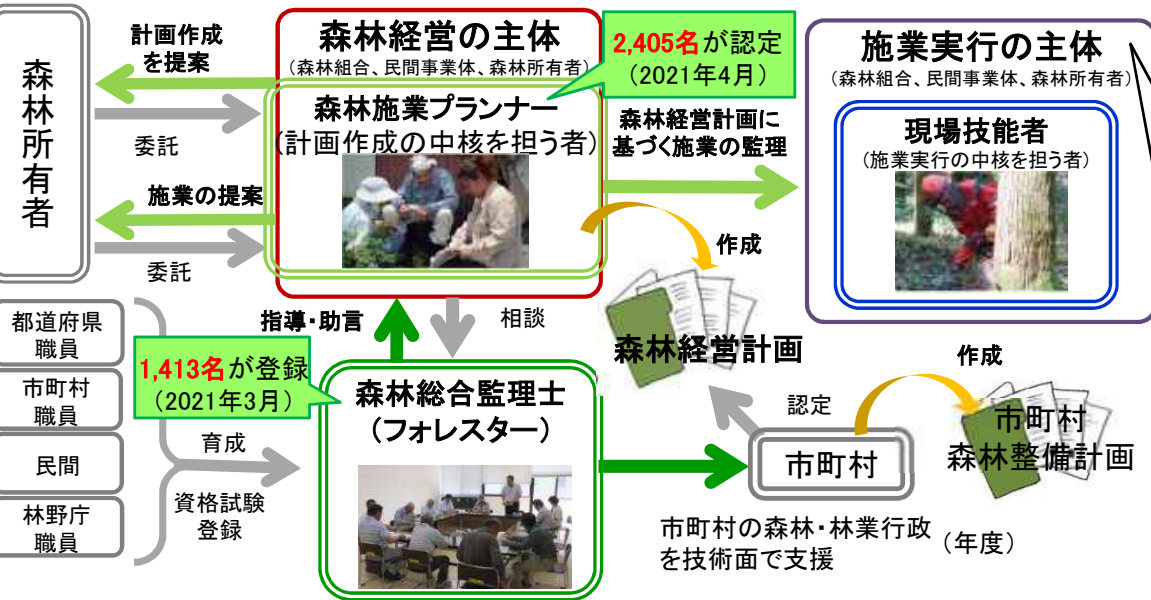 森林所有者
計画作成
を提案
委託
施業の提案
委託
森林経営の主体
(森林組合、民間事業体、森林所有者)
森林施業プランナー
(計画作成の中核を担う者)
2,405名が認定
(2021年4月)
森林経営計画に
基づく施業の監理
施業実行の主体
(森林組合、民間事業体、森林所有者)
現場技能者
(施業実行の中核を担う者)
作成
森林経営計画
都道府県
職員
市町村
職員
民間
林野庁
職員
育成
資格試験
登録
指導・助言
相談
1,413名が登録
(2021年3月)
森林総合監理士
(フォレスター)
認定
市町村
作成
市町村
森林整備計画
市町村の森林・林業行政
を技術面で支援
(年度)